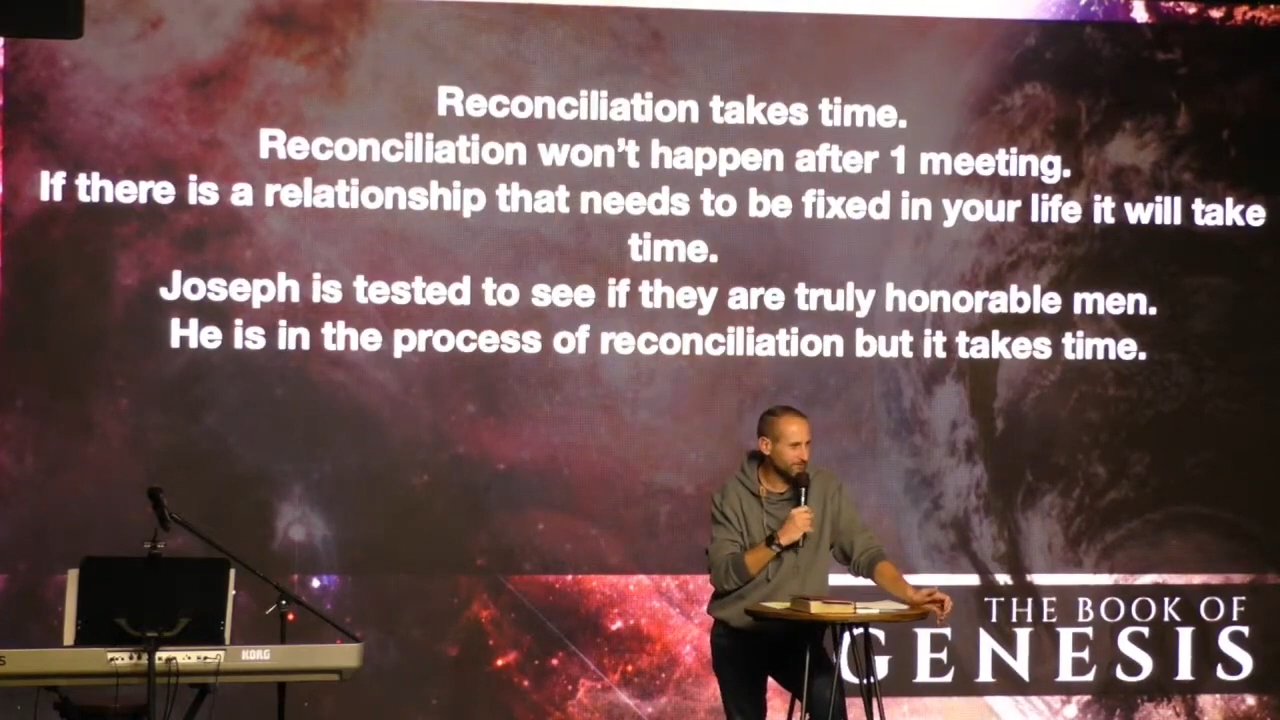 Reconciliation takes time.
Reconciliation won't happen after 1 meeting.
If there is a relationship that needs to be fixed in your life it will take
time.
Joseph is tested to see if they are truly honorable men.
He is in the process of reconciliation but it takes time.
THE BOOK OF
GENESIS
KORG